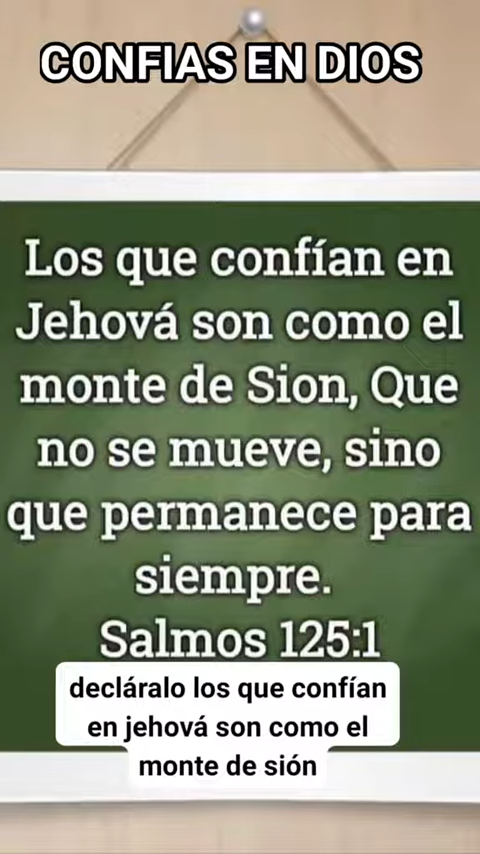 CONFIAS EN DIOS
Los que confían en
Jehová son como el
monte de Sion, Que
no se mueve, sino
que permanece para
siempre.
Salmos 125:1
decláralo los que confían
en jehová son como el
monte de sión